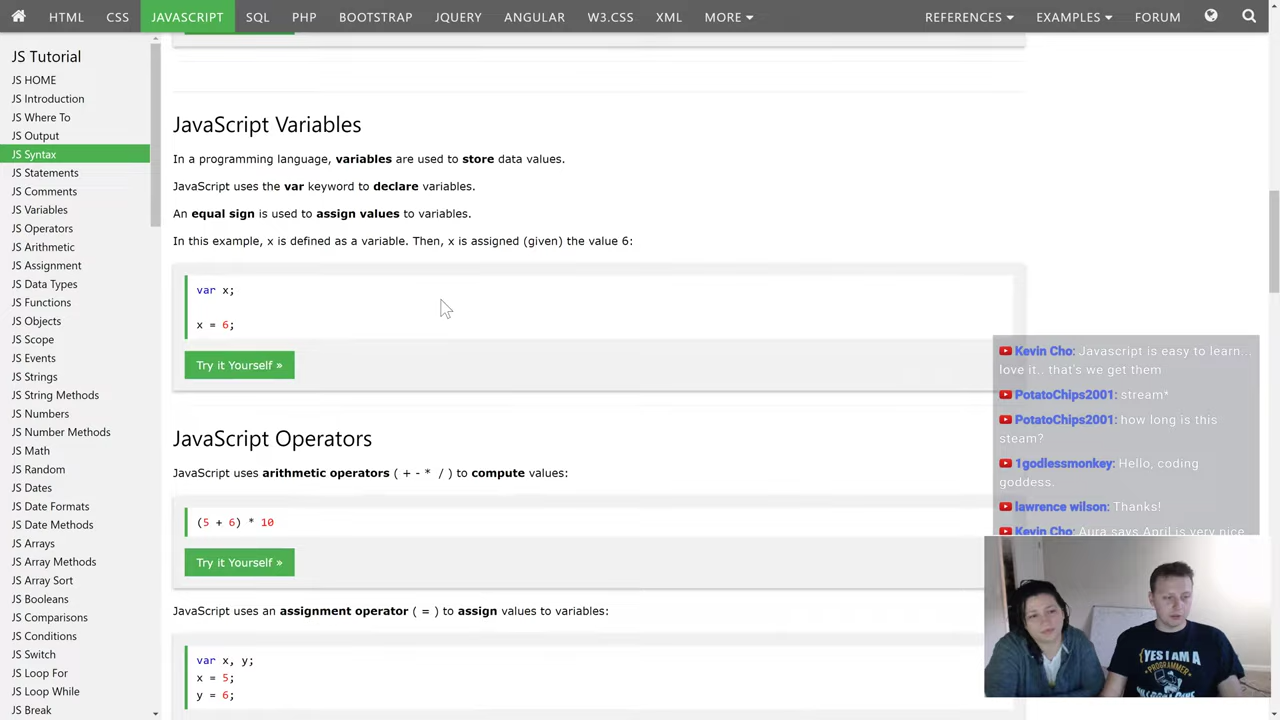 HTML CSS JAVASCRIPT SQL PHP BOOTSTRAP JQUERY ANGULAR W3.CSS XML MORE REFERENCES EXAMPLES FORUM
JS Tutorial
JS HOME
JS Introduction
JS Where To
JS Output
JS Syntax
JS Statements
JS Comments
JS Variables
JS Operators
JS Arithmetic
JS Assignment
JS Data Types
JS Functions
JS Objects
JS Scope
JS Events
JS Strings
JS String Methods
JS Numbers
JS Number Methods
JS Math
JS Random
JS Dates
JS Date Formats
JS Date Methods
JS Arrays
JS Array Methods
JS Array Sort
JS Booleans
JS Comparisons
JS Conditions
JS Switch
JS Loop For
JS Loop While
JS Break
JavaScript Variables
In a programming language, variables are used to store data values.
JavaScript uses the var keyword to declare variables.
An equal sign is used to assign values to variables.
In this example, x is defined as a variable. Then, x is assigned (given) the value 6:
var x;
x = 6;
Try it Yourself »
JavaScript Operators
JavaScript uses arithmetic operators ( + - * / ) to compute values:
(5 + 6) * 10
Try it Yourself »
JavaScript uses an assignment operator ( = ) to assign values to variables:
var x, y;
x = 5;
y = 6;
Kevin Cho: Javascript is easy to learn...
love it.. that's we get them
PotatoChips2001: stream*
PotatoChips2001: how long is this
steam?
1godlessmonkey: Hello, coding
goddess.
lawrence wilson: Thanks!
Kevin Cho: Aura says April is very nice
{YES I AM A
PROGRAMMER